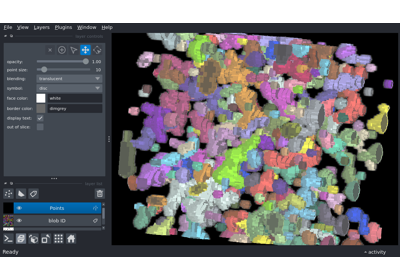 File View Layers Plugins Window Help
opacity: 1.00
point size: 10
blending: translucent
symbol: disc
face color: white
border color: dimgrey
display text:
out of slice:
Points
blob ID
Ready
activity